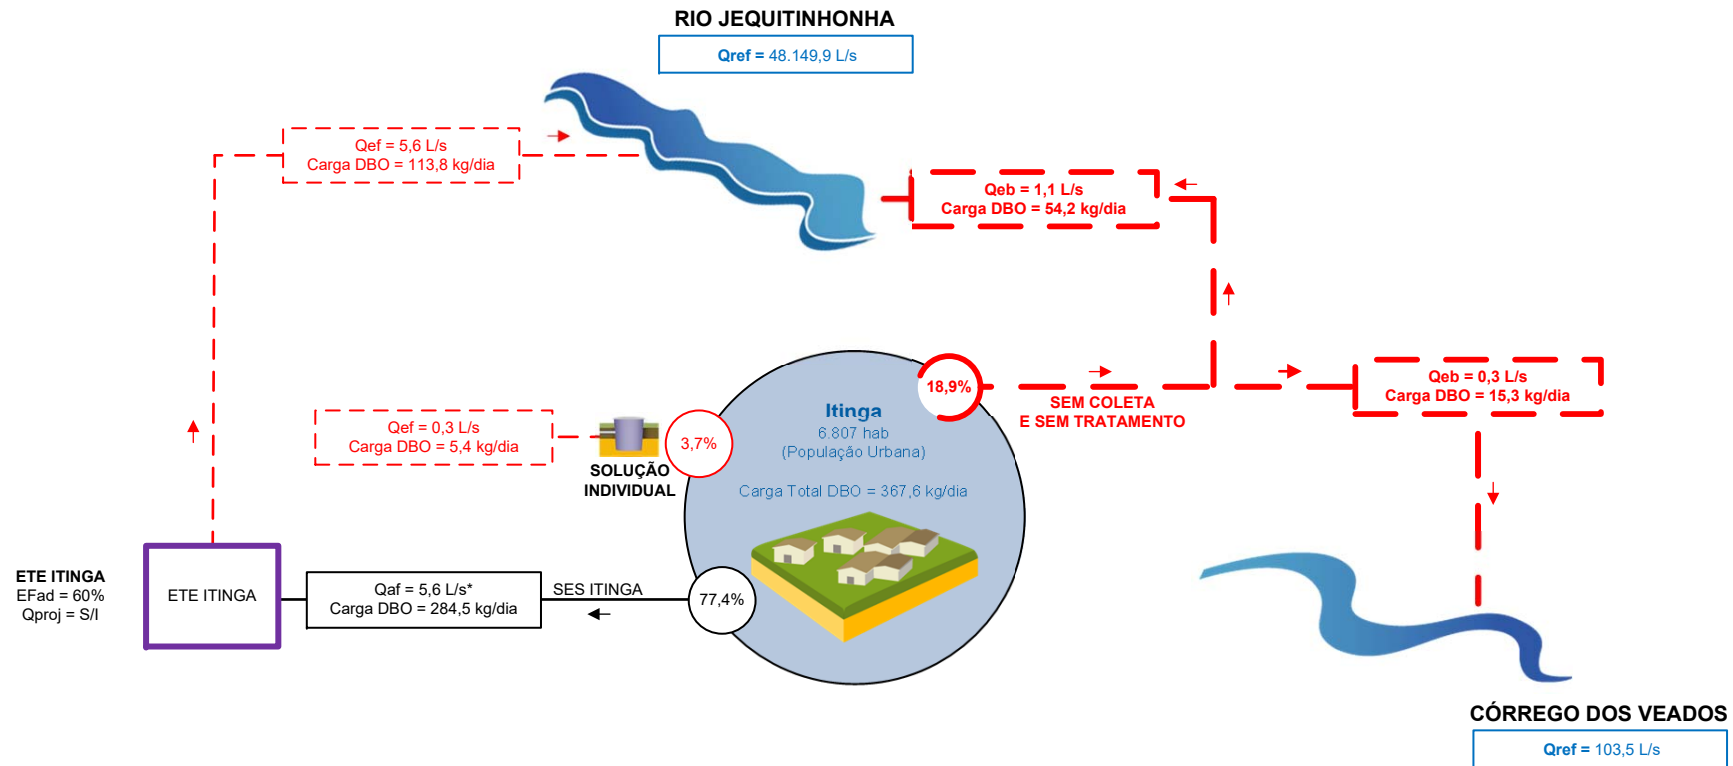 RIO JEQUITINHONHA
Qref = 48.149,9 L/s
Qef = 5,6 L/s
Carga DBO = 113,8 kg/dia
Qeb = 1,1 L/s
Carga DBO = 54,2 kg/dia
18,9%
SEM COLETA
E SEM TRATAMENTO
Qeb = 0,3 L/s
Carga DBO = 15,3 kg/dia
Itinga
6.807 hab
(População Urbana)
Carga Total DBO = 367,6 kg/dia
Qef = 0,3 L/s
Carga DBO = 5,4 kg/dia
3,7%
SOLUÇÃO
INDIVIDUAL
ETE ITINGA
EFad = 60%
Qproj = S/I
ETE ITINGA
Qaf = 5,6 L/s*
Carga DBO = 284,5 kg/dia
SES ITINGA
77,4%
CÓRREGO DOS VEADOS
Qref = 103,5 L/s